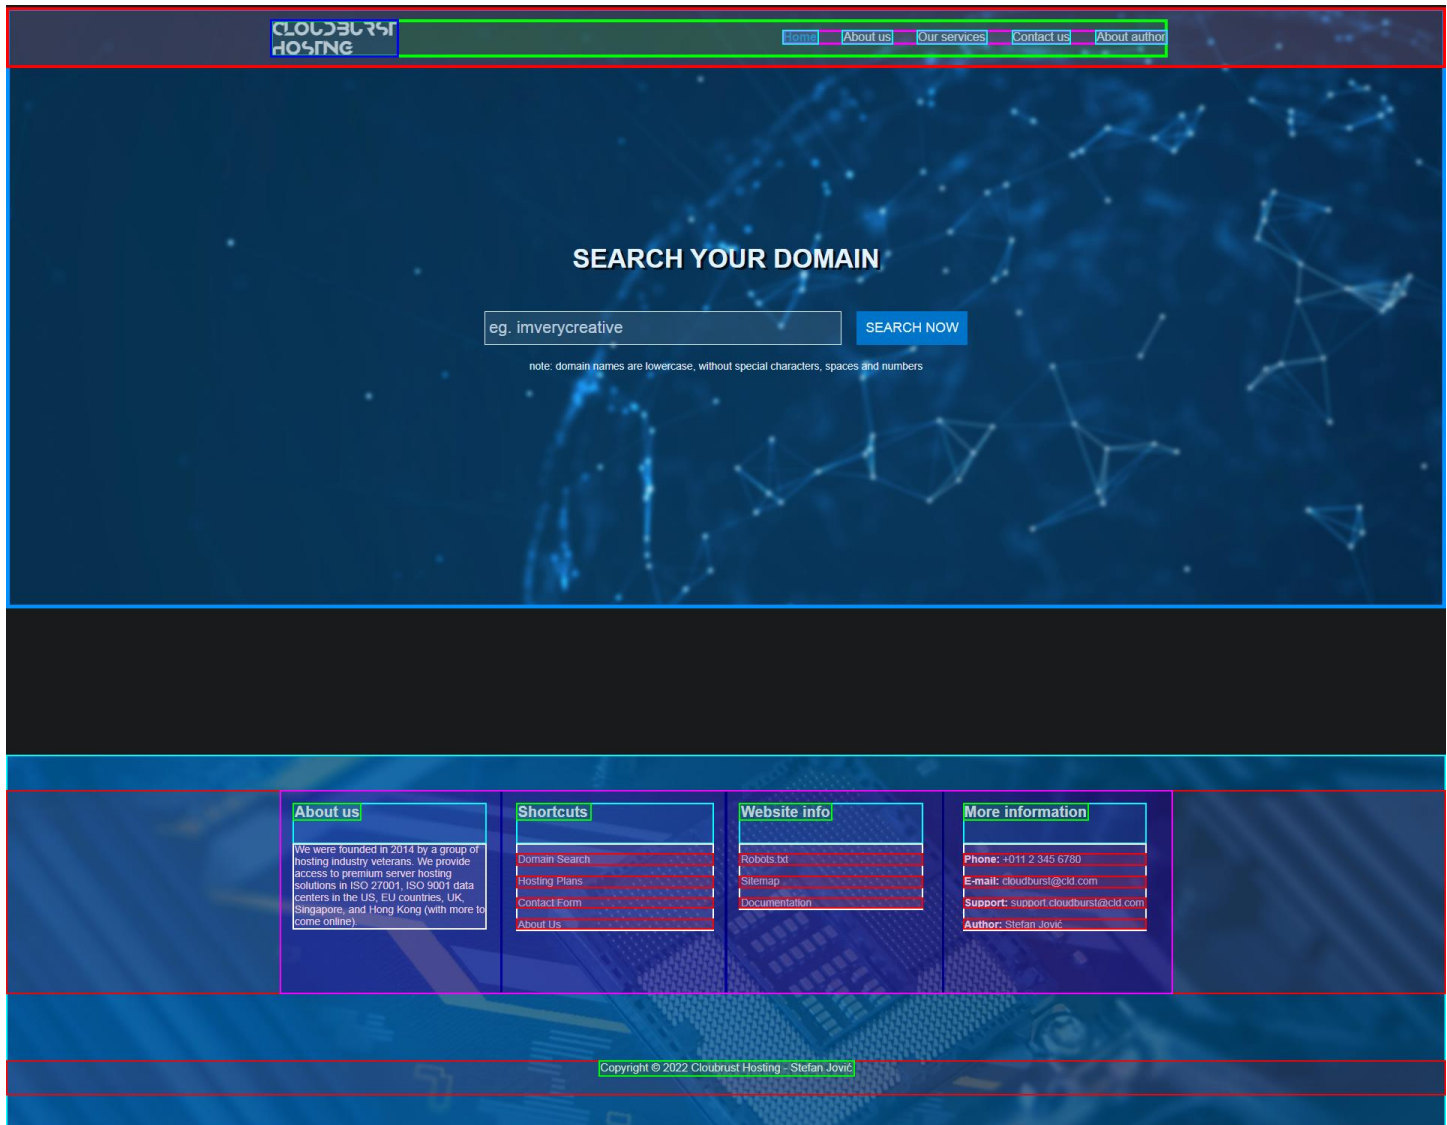 CLOUDBURST
HOSTING
Home About us Our services Contact us About author
SEARCH YOUR DOMAIN
eg. imverycreative SEARCH NOW
note: domain names are lowercase, without special characters, spaces and numbers
About us
We were founded in 2014 by a group of
hosting industry veterans. We provide
access to premium server hosting
solutions in ISO 27001, ISO 9001 data
centers in the US, EU countries, UK,
Singapore, and Hong Kong (with more to
come online).
Shortcuts
Domain Search
Hosting Plans
Contact Form
About Us
Website info
Robots.txt
Sitemap
Documentation
More information
Phone: +011 2 345 6780
E-mail: cloudburst@cld.com
Support: support.cloudburst@cld.com
Author: Stefan Jović
Copyright © 2022 Cloubrust Hosting - Stefan Jović